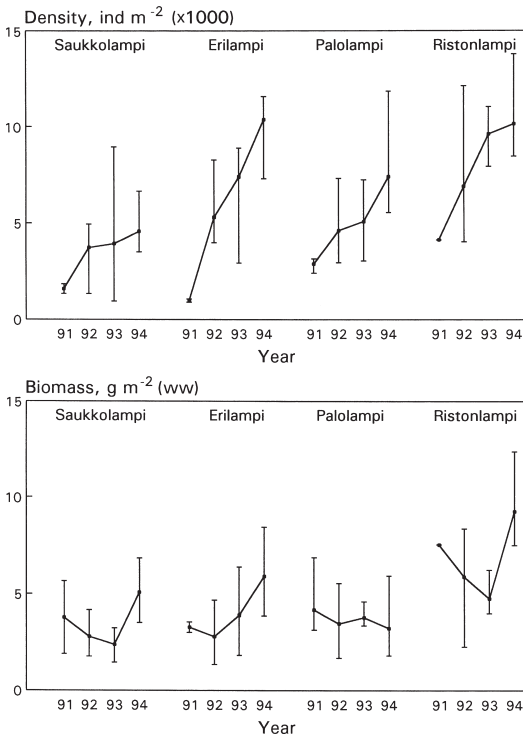 Density, ind m⁻² (x1000)
15
Saukkolampi Erilampi Palolampi Ristonlampi
10
5
0
91 92 93 94 91 92 93 94 91 92 93 94 91 92 93 94
Year
Biomass, g m⁻² (ww)
15
Saukkolampi Erilampi Palolampi Ristonlampi
10
5
0
91 92 93 94 91 92 93 94 91 92 93 94 91 92 93 94
Year